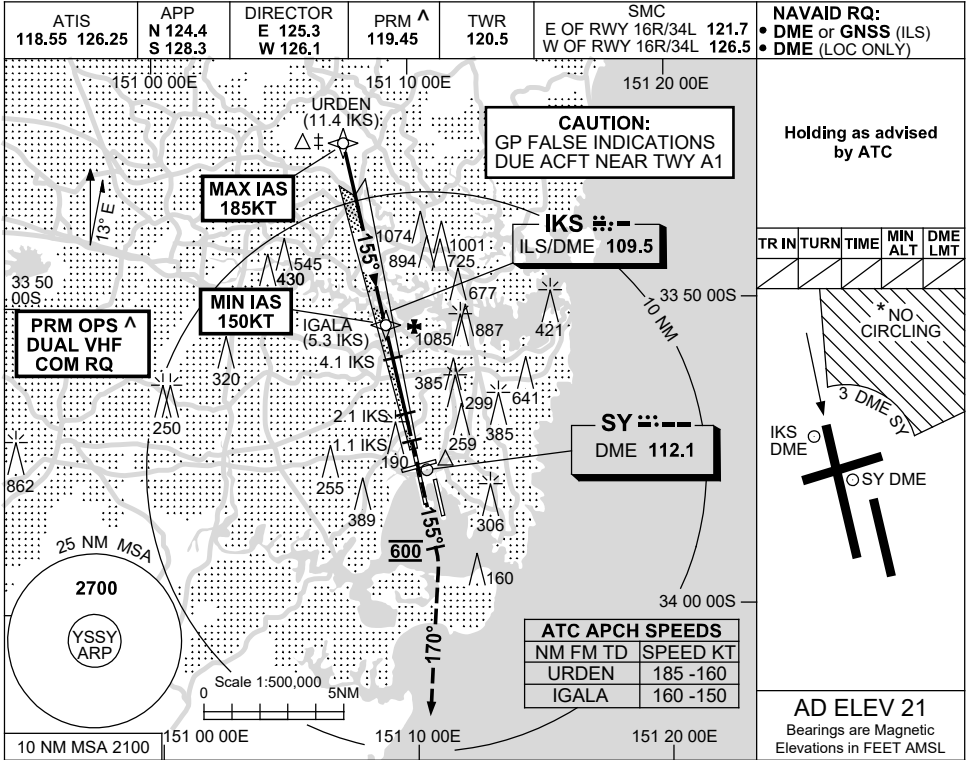 ATIS
118.55 126.25
APP
N 124.4
S 128.3
DIRECTOR
E 125.3
W 126.1
PRM ^
119.45
TWR
120.5
SMC
E OF RWY 16R/34L 121.7
W OF RWY 16R/34L 126.5
NAVAID RQ:
• DME or GNSS (ILS)
• DME (LOC ONLY)
151 00 00E
151 10 00E
151 20 00E
URDEN
(11.4 IKS)
CAUTION:
GP FALSE INDICATIONS
DUE ACFT NEAR TWY A1
Holding as advised
by ATC
MAX IAS
185KT
13° E
155°
IKS
ILS/DME 109.5
1074
894
1001
725
545
430
677
TR IN
TURN
TIME
MIN
ALT
DME
LMT
33 50
00S
33 50 00S
MIN IAS
150KT
IGALA
(5.3 IKS)
1085
887
421
10 NM
PRM OPS ^
DUAL VHF
COM RQ
* NO
CIRCLING
3 DME SY
4.1 IKS
320
385
299
641
250
2.1 IKS
259
385
1.1 IKS
190
SY
DME 112.1
IKS
DME
SY DME
862
255
389
306
155°
600
160
25 NM MSA
2700
YSSY
ARP
34 00 00S
170°
ATC APCH SPEEDS
NM FM TD SPEED KT
URDEN 185 -160
IGALA 160 -150
Scale 1:500,000
0 5NM
10 NM MSA 2100
151 00 00E
151 10 00E
151 20 00E
AD ELEV 21
Bearings are Magnetic
Elevations in FEET AMSL